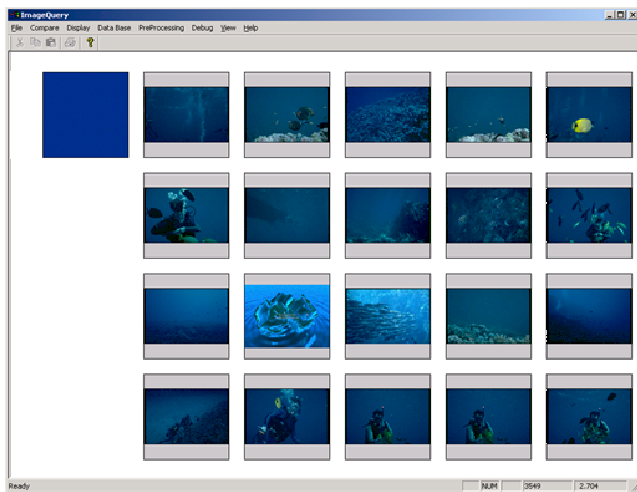 ImageQuery
File Compare Display Data Base PreProcessing Debug View Help
Ready NUM 3549 2.704